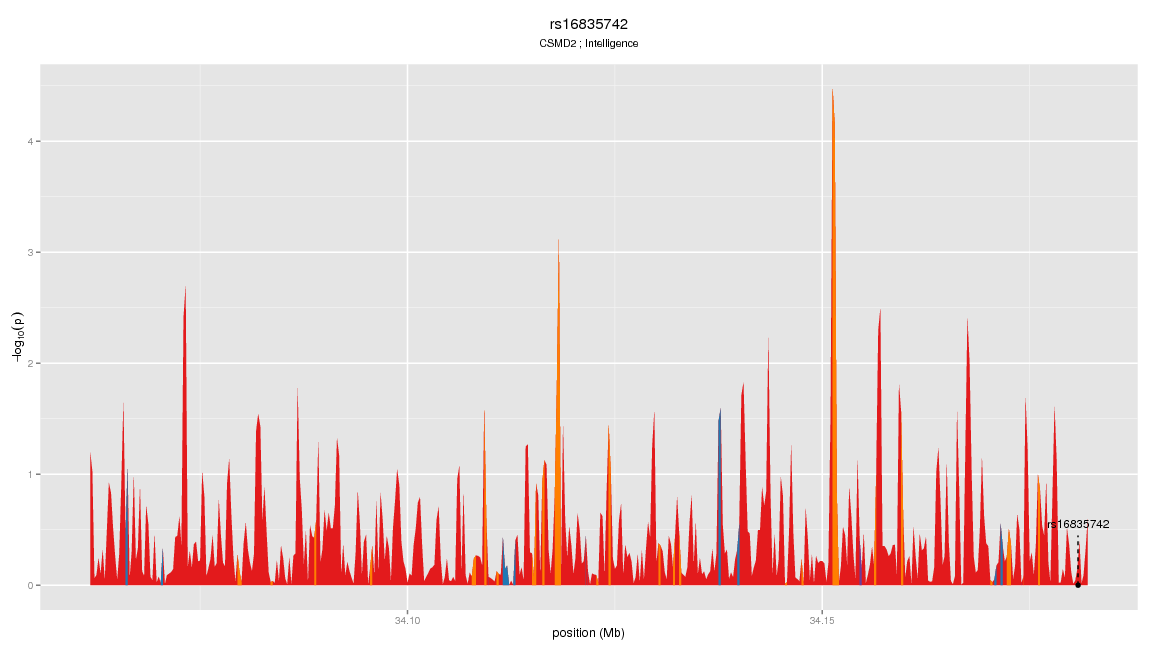 rs16835742
CSMD2 ; Intelligence
4
3
2
1
0
−log10(p)
rs16835742
34.10
34.15
position (Mb)